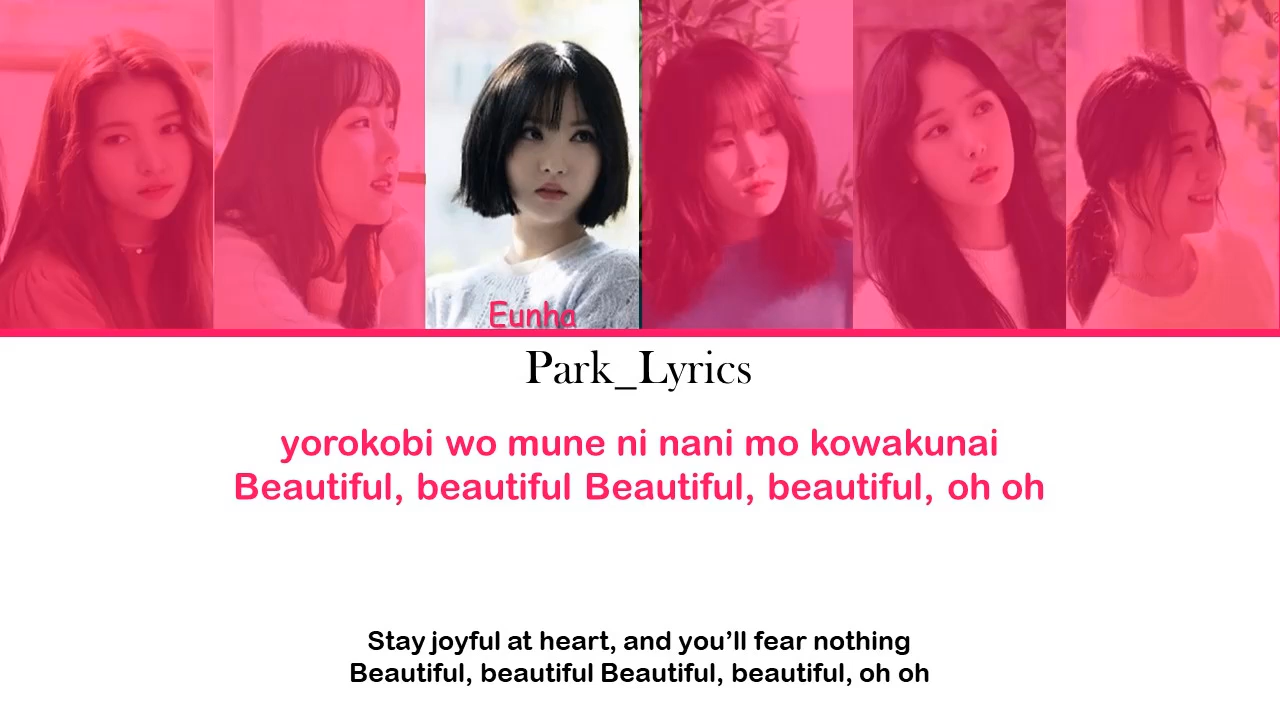 Eunha
Park_Lyrics
yorokobi wo mune ni nani mo kowakunai
Beautiful, beautiful Beautiful, beautiful, oh oh
Stay joyful at heart, and you’ll fear nothing
Beautiful, beautiful Beautiful, beautiful, oh oh